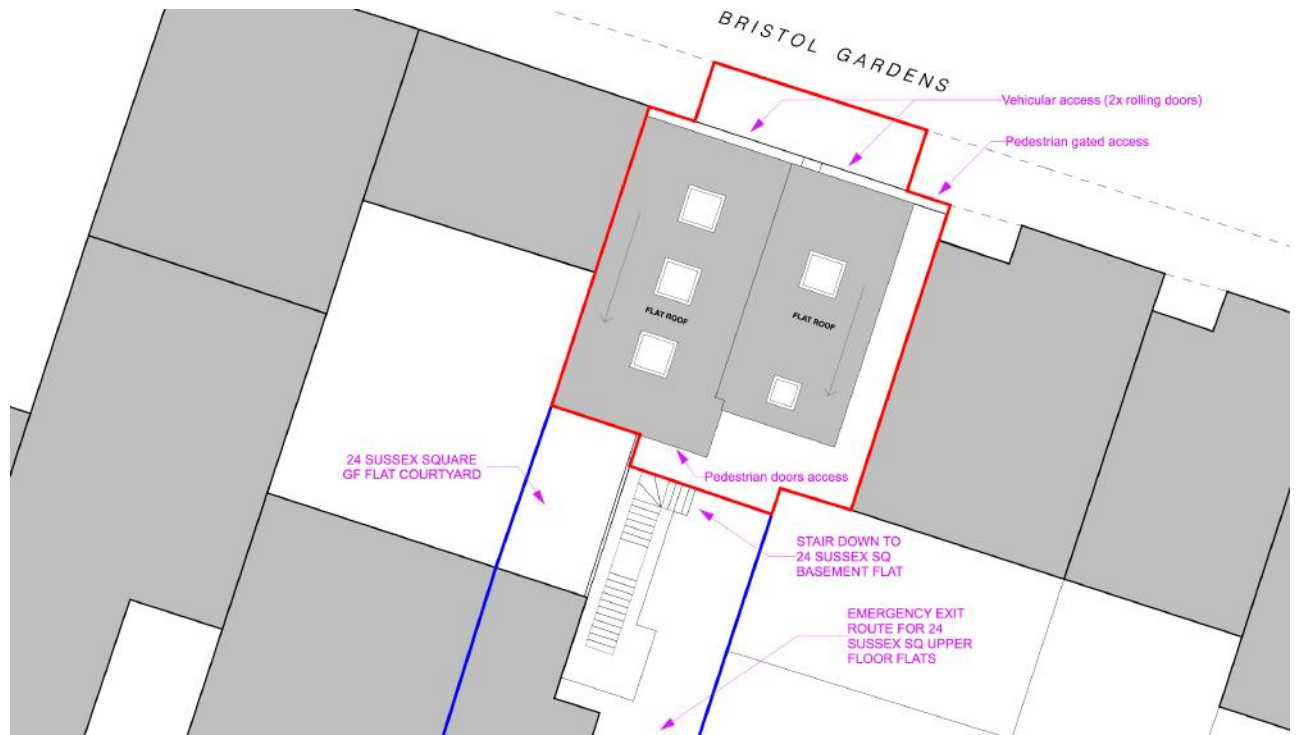 BRISTOL GARDENS
Vehicular access (2x rolling doors)
Pedestrian gated access
FLAT ROOF
FLAT ROOF
24 SUSSEX SQUARE
GF FLAT COURTYARD
Pedestrian doors access
STAIR DOWN TO
24 SUSSEX SQ
BASEMENT FLAT
EMERGENCY EXIT
ROUTE FOR 24
SUSSEX SQ UPPER
FLOOR FLATS